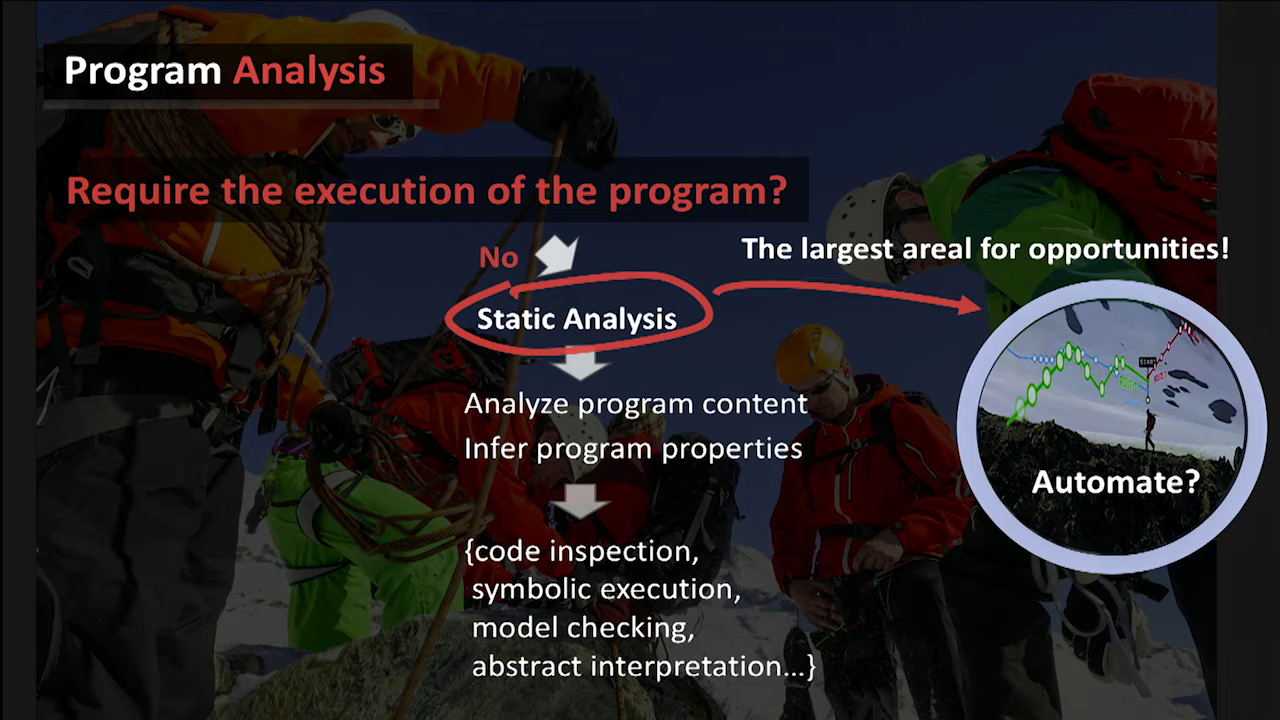 Program Analysis
Require the execution of the program?
No
The largest areal for opportunities!
Static Analysis
START
Analyze program content
Infer program properties
Automate?
{code inspection,
symbolic execution,
model checking,
abstract interpretation...}